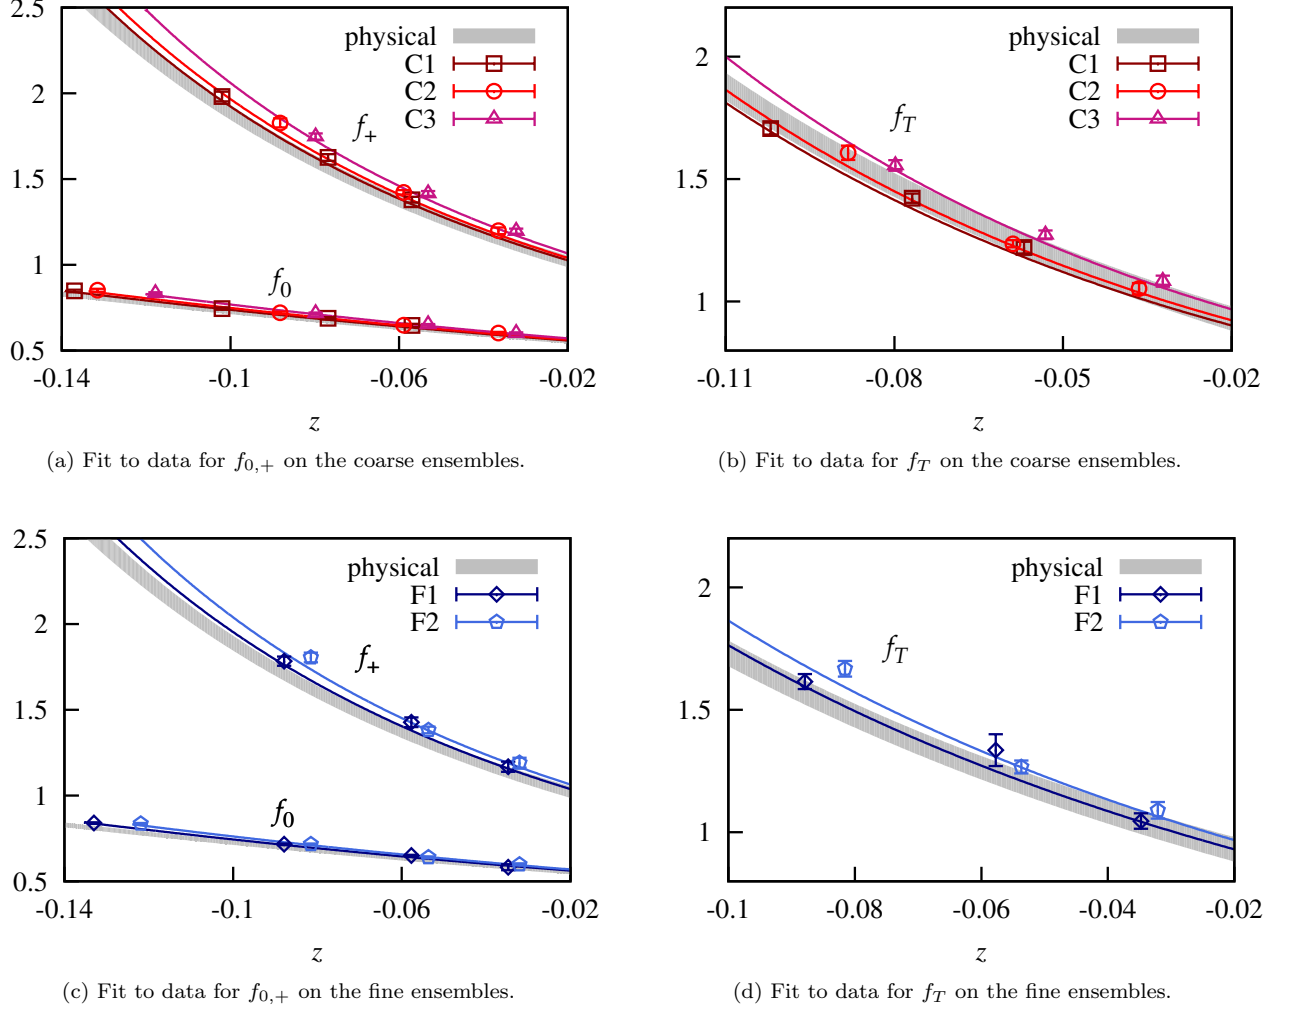 2.5
2
1.5
1
0.5
-0.14
-0.1
-0.06
-0.02
z
physical
C1
C2
C3
f+
f0
(a) Fit to data for f0,+ on the coarse ensembles.
2
1.5
1
-0.11
-0.08
-0.05
-0.02
z
physical
C1
C2
C3
fT
(b) Fit to data for fT on the coarse ensembles.
2.5
2
1.5
1
0.5
-0.14
-0.1
-0.06
-0.02
z
physical
F1
F2
f+
f0
(c) Fit to data for f0,+ on the fine ensembles.
2
1.5
1
-0.1
-0.08
-0.06
-0.04
-0.02
z
physical
F1
F2
fT
(d) Fit to data for fT on the fine ensembles.